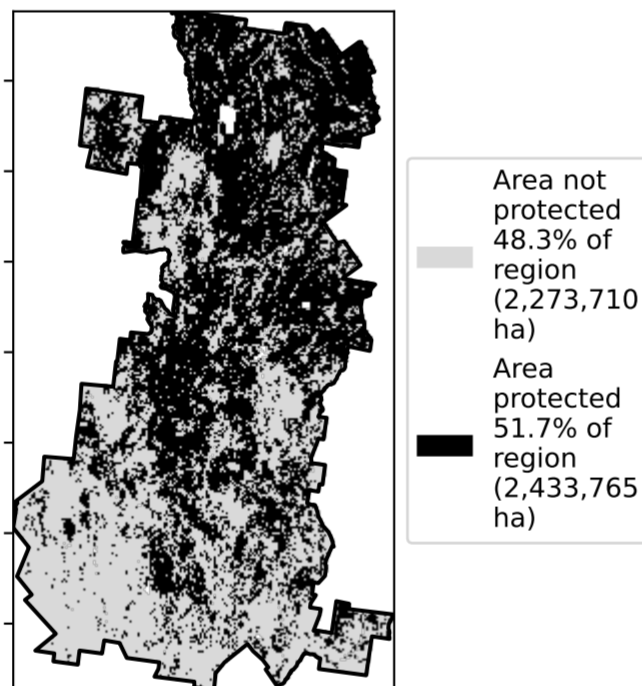 Area not
protected
48.3% of
region
(2,273,710
ha)
Area
protected
51.7% of
region
(2,433,765
ha)